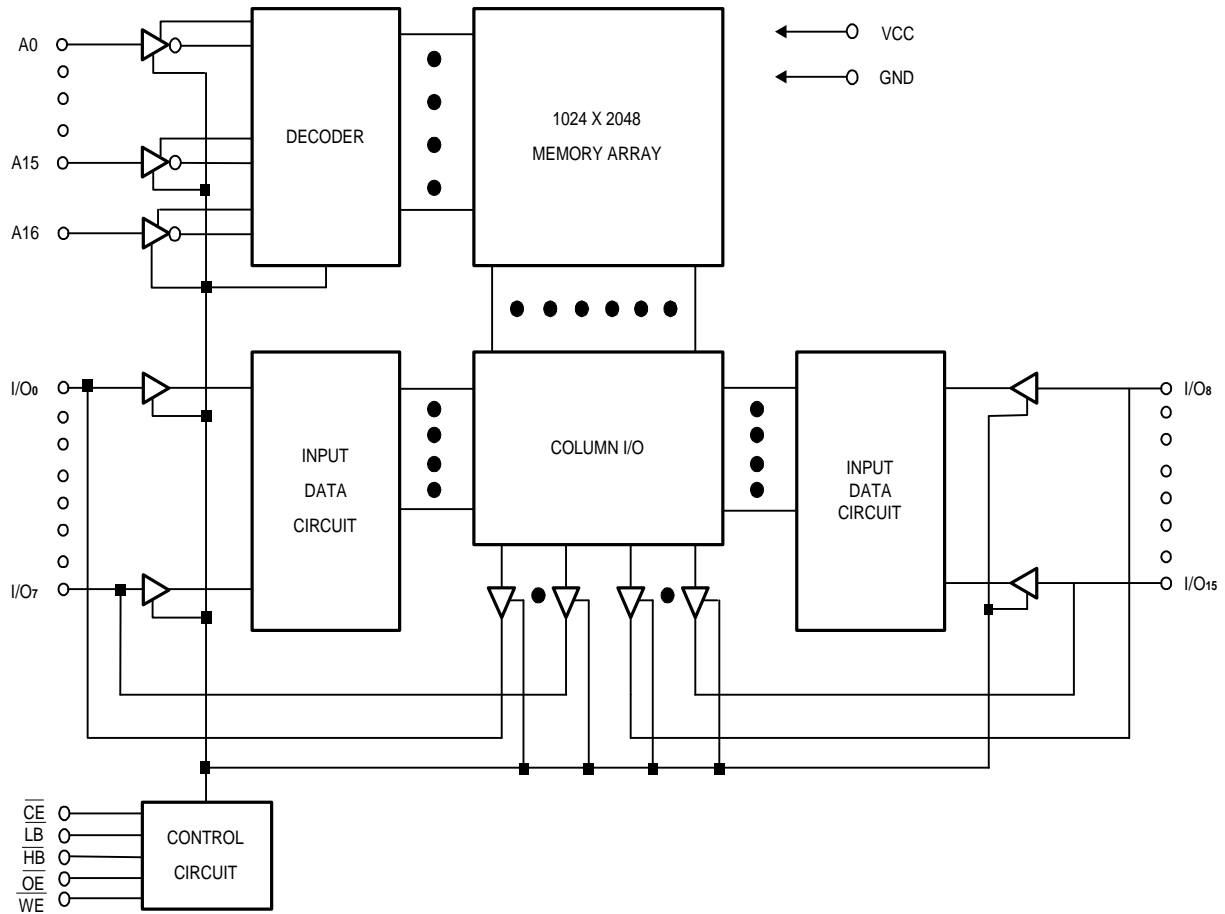 A0
VCC
GND
DECODER
1024 X 2048
MEMORY ARRAY
A15
A16
I/O0
I/O8
INPUT
DATA
CIRCUIT
COLUMN I/O
INPUT
DATA
CIRCUIT
I/O7
I/O15
CE
LB
HB
OE
WE
CONTROL
CIRCUIT